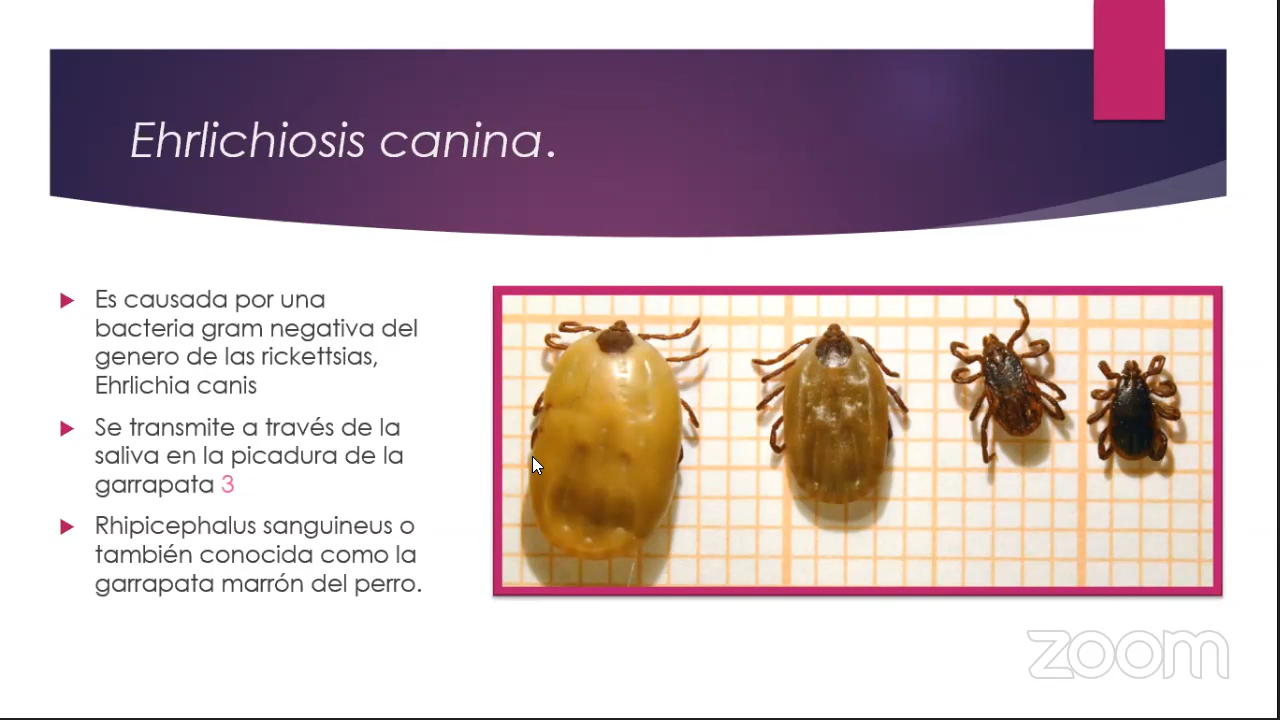 Ehrlichiosis canina.
Es causada por una
bacteria gram negativa del
genero de las rickettsias,
Ehrlichia canis
Se transmite a través de la
saliva en la picadura de la
garrapata 3
Rhipicephalus sanguineus o
también conocida como la
garrapata marrón del perro.
zoom